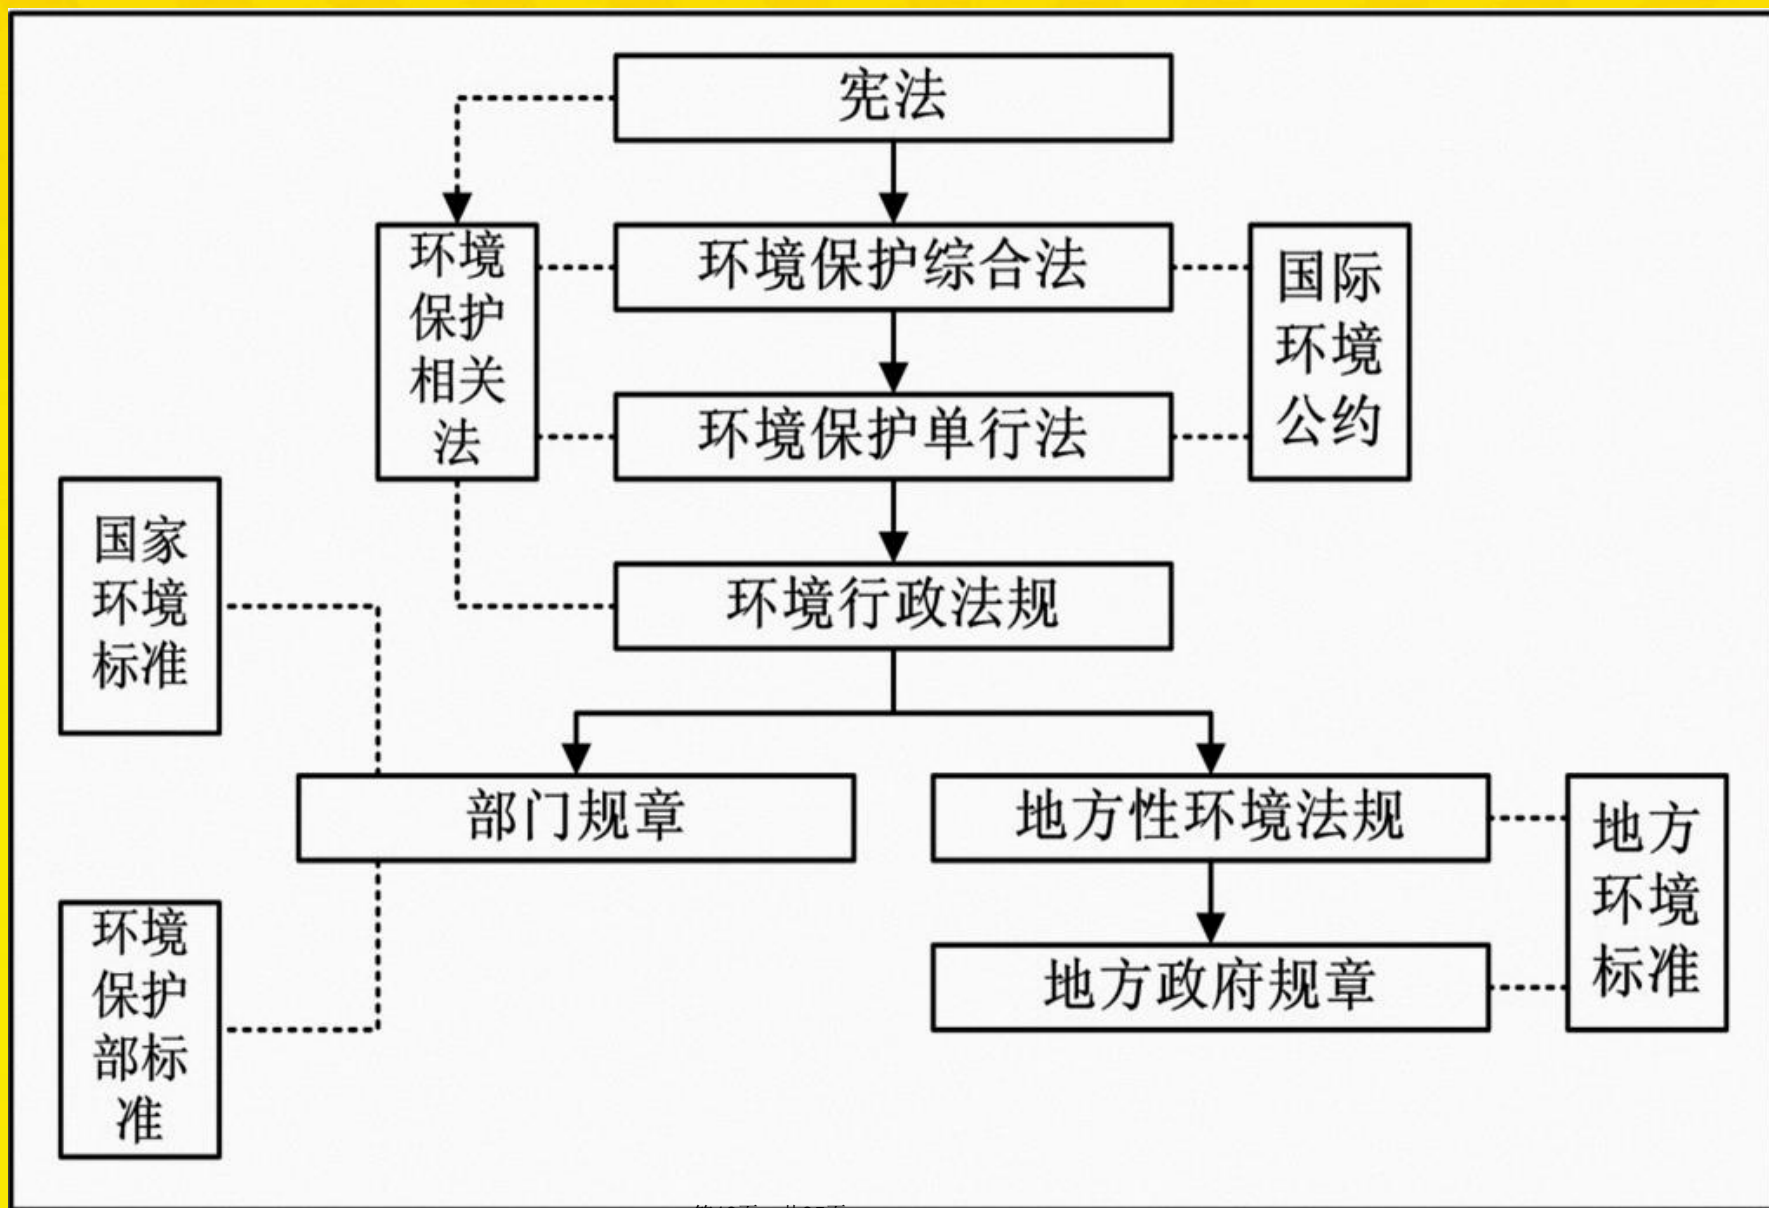 宪法
环境
保护
相关
法
环境保护综合法
国际
环境
公约
环境保护单行法
国家
环境
标准
环境行政法规
部门规章
地方性环境法规
地方
环境
标准
环境
保护
部标
准
地方政府规章